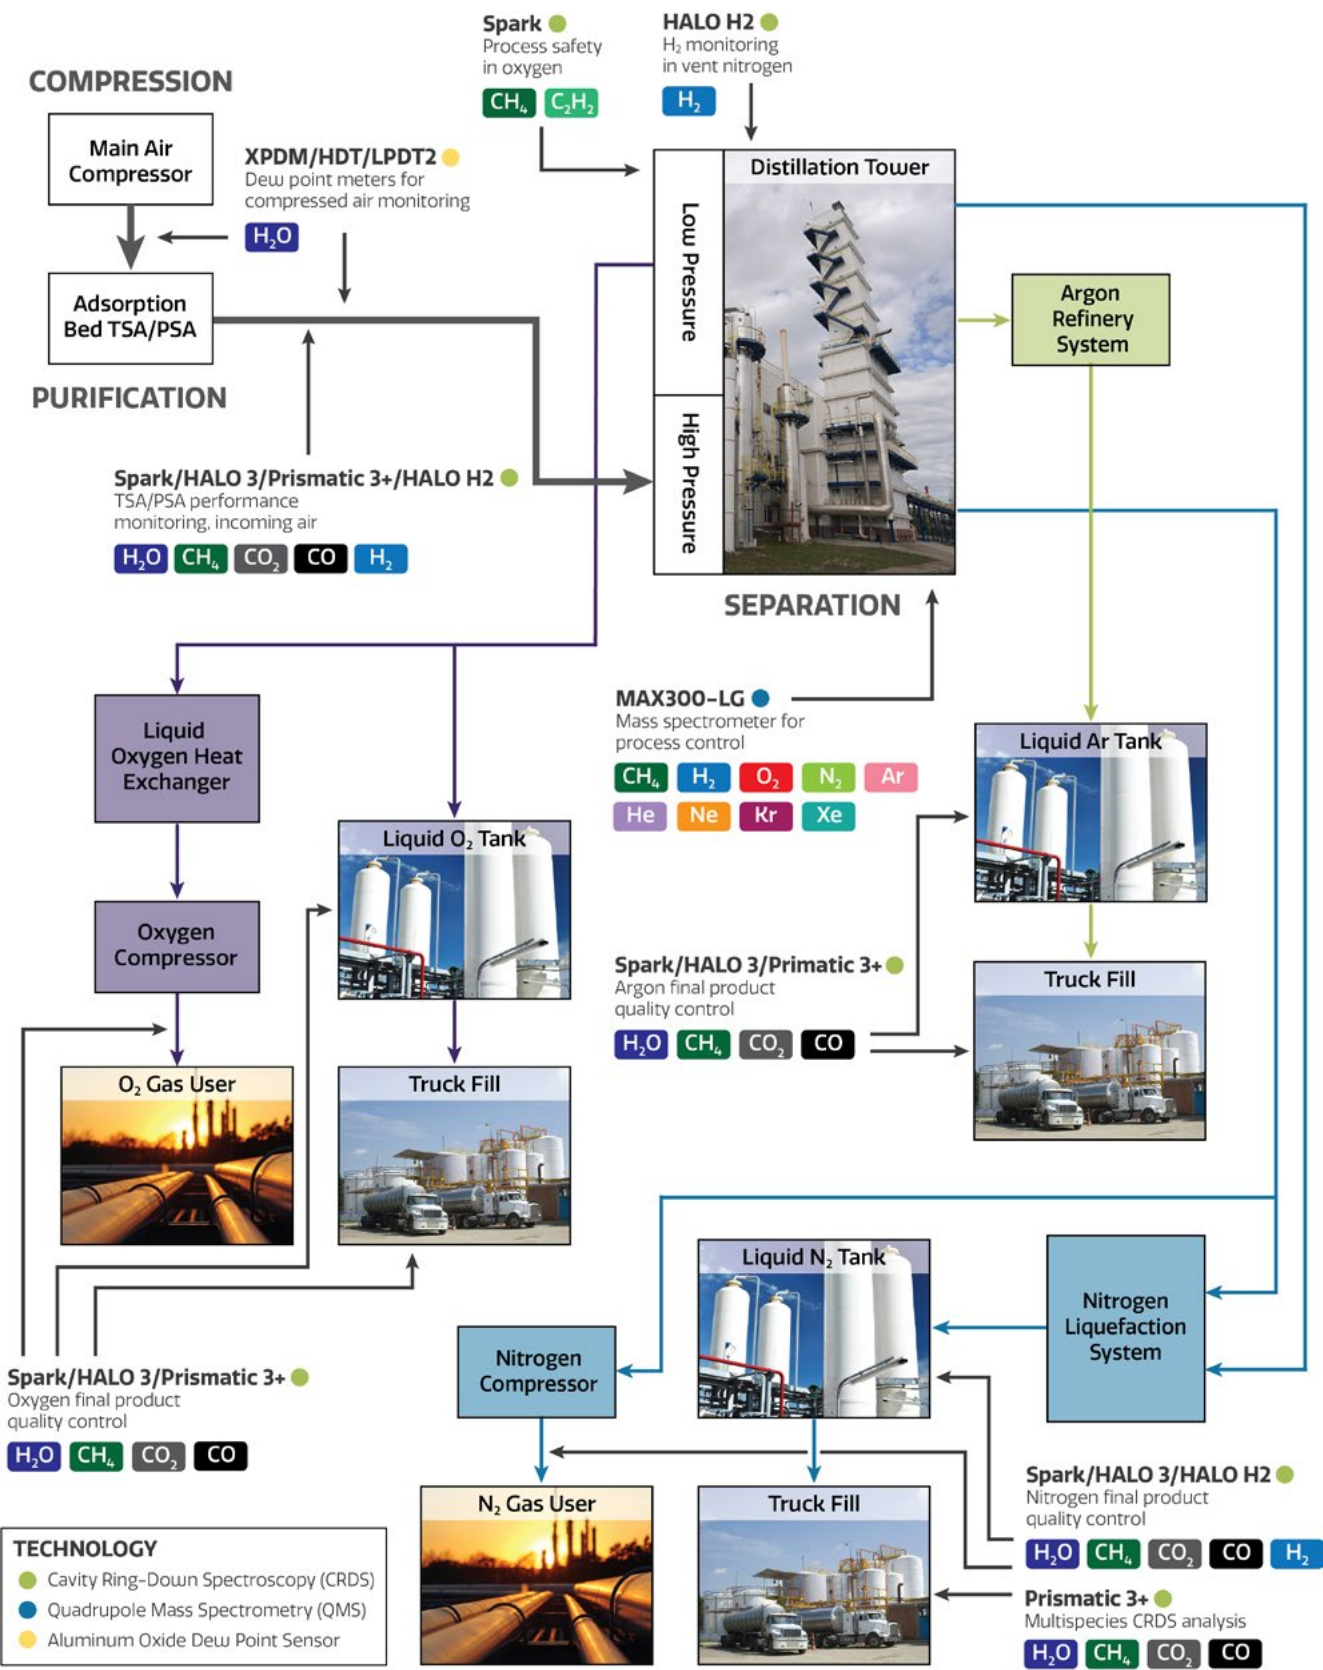 Spark
Process safety
in oxygen
CH₄ C₂H₂
HALO H2
H₂ monitoring
in vent nitrogen
H₂
COMPRESSION
Main Air
Compressor
XPDM/HDT/LPDT2
Dew point meters for
compressed air monitoring
H₂O
Adsorption
Bed TSA/PSA
PURIFICATION
Spark/HALO 3/Prismatic 3+/HALO H2
TSA/PSA performance
monitoring, incoming air
H₂O CH₄ CO₂ CO H₂
Distillation Tower
Low Pressure
High Pressure
SEPARATION
Argon
Refinery
System
MAX300-LG
Mass spectrometer for
process control
CH₄ H₂ O₂ N₂ Ar
He Ne Kr Xe
Liquid
Oxygen Heat
Exchanger
Liquid O₂ Tank
Liquid Ar Tank
Oxygen
Compressor
Spark/HALO 3/Primatic 3+
Argon final product
quality control
H₂O CH₄ CO₂ CO
Truck Fill
O₂ Gas User
Truck Fill
Liquid N₂ Tank
Nitrogen
Liquefaction
System
Nitrogen
Compressor
Spark/HALO 3/Prismatic 3+
Oxygen final product
quality control
H₂O CH₄ CO₂ CO
N₂ Gas User
Truck Fill
Spark/HALO 3/HALO H2
Nitrogen final product
quality control
H₂O CH₄ CO₂ CO H₂
Prismatic 3+
Multispecies CRDS analysis
H₂O CH₄ CO₂ CO
TECHNOLOGY
Cavity Ring-Down Spectroscopy (CRDS)
Quadrupole Mass Spectrometry (QMS)
Aluminum Oxide Dew Point Sensor